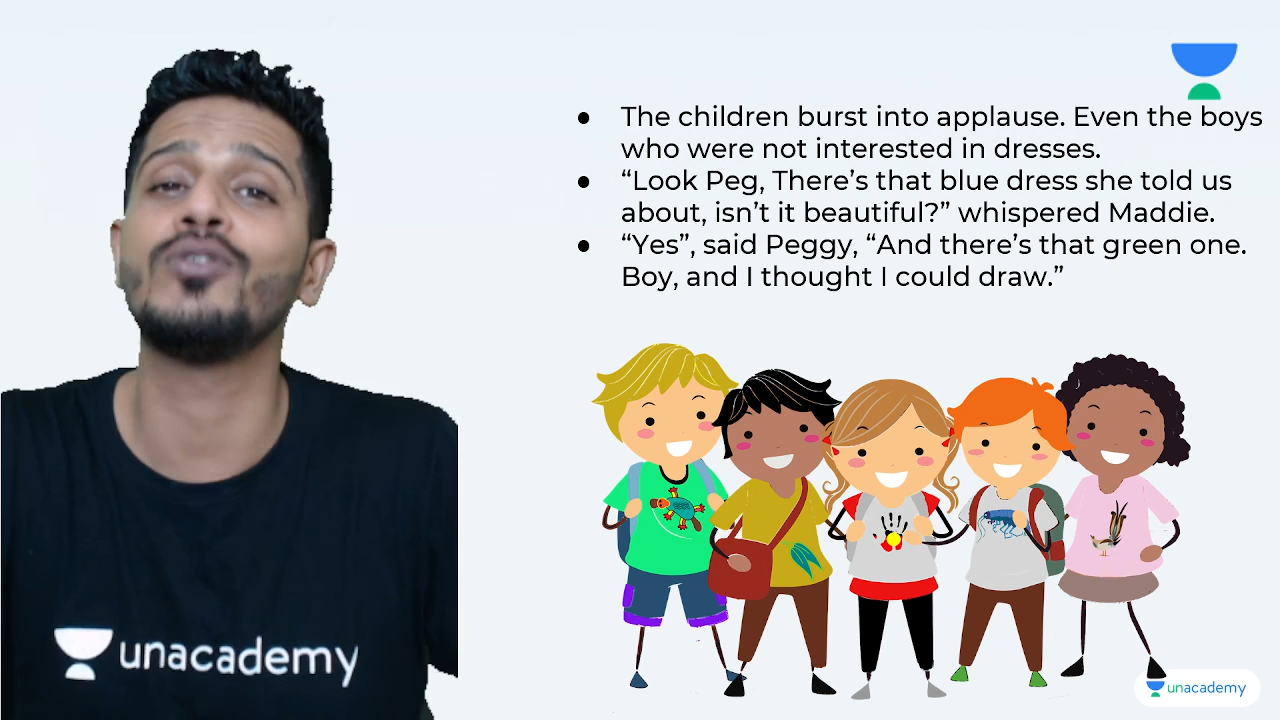 ● The children burst into applause. Even the boys
who were not interested in dresses.
● “Look Peg, There’s that blue dress she told us
about, isn’t it beautiful?” whispered Maddie.
● “Yes”, said Peggy, “And there’s that green one.
Boy, and I thought I could draw.”
unacademy
unacademy